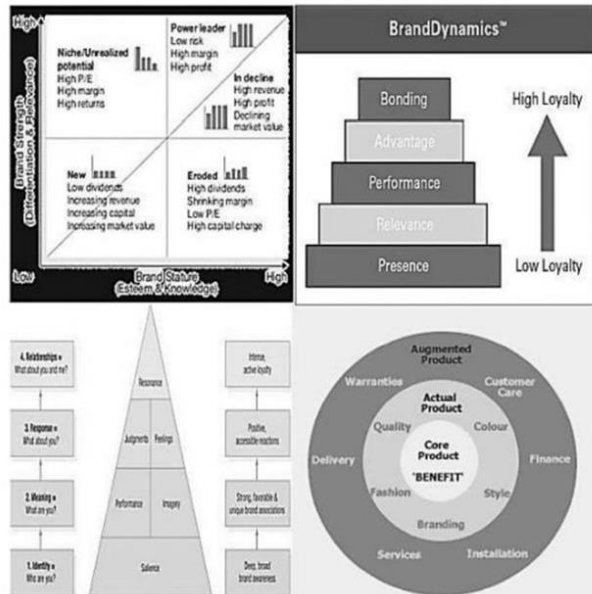 High
Brand Strength
(Differentiation & Relevance)
Low
Niche/Unrealized
potential
High P/E
High margin
High returns
Power leader
Low risk
High margin
High profit
In decline
High revenue
High profit
Declining
market value
New
Low dividends
Increasing revenue
Increasing capital
Increasing market value
Eroded
High dividends
Shrinking margin
Low P/E
High capital charge
Brand Stature
(Esteem & Knowledge)
High
BrandDynamics™
Bonding
Advantage
Performance
Relevance
Presence
High Loyalty
Low Loyalty
4. Relationships =
What about you and me?
3. Response =
What about you?
2. Meaning =
What are you?
1. Identity =
Who are you?
Resonance
Judgments
Feelings
Performance
Imagery
Salience
Intense,
active loyalty
Positive,
accessible reactions
Strong, favorable &
unique brand associations
Deep, broad
brand awareness
Augmented Product
Warranties
Customer
Care
Actual
Product
Quality
Colour
Core
Product
'BENEFIT'
Delivery
Finance
Fashion
Style
Branding
Services
Installation